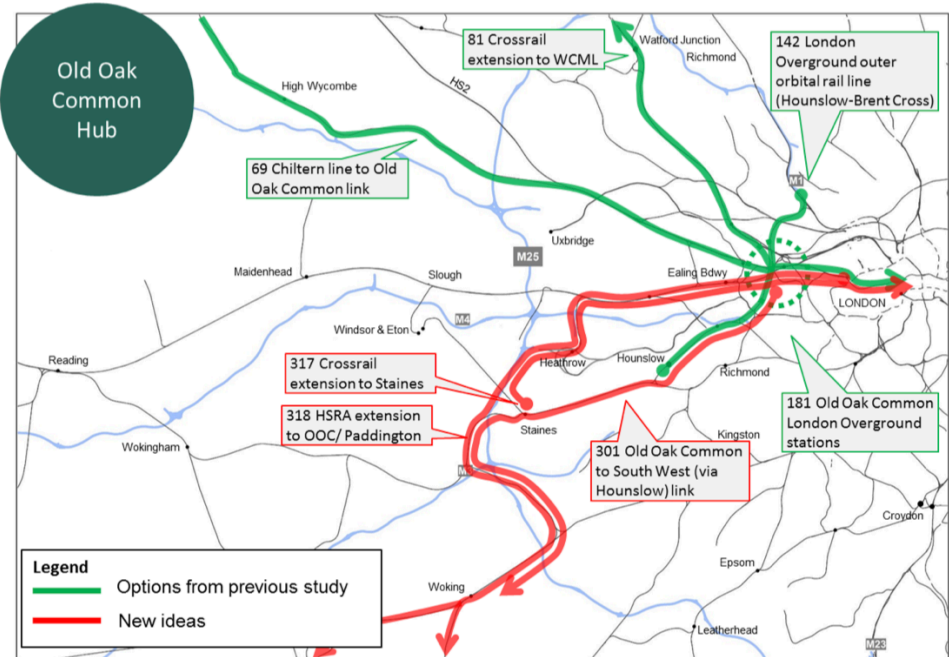 Old Oak
Common
Hub
81 Crossrail
extension to WCML
Watford Junction
Richmond
142 London
Overground outer
orbital rail line
(Hounslow-Brent Cross)
High Wycombe
HS2
69 Chiltern line to Old
Oak Common link
M1
Uxbridge
M25
Maidenhead
Slough
Ealing Bdwy
LONDON
Windsor & Eton
M4
Reading
317 Crossrail
extension to Staines
Heathrow
Hounslow
Richmond
318 HSRA extension
to OOC/ Paddington
Staines
181 Old Oak Common
London Overground
stations
Wokingham
301 Old Oak Common
to South West (via
Hounslow) link
Kingston
Croydon
Epsom
Legend
Options from previous study
New ideas
Woking
Leatherhead
M23